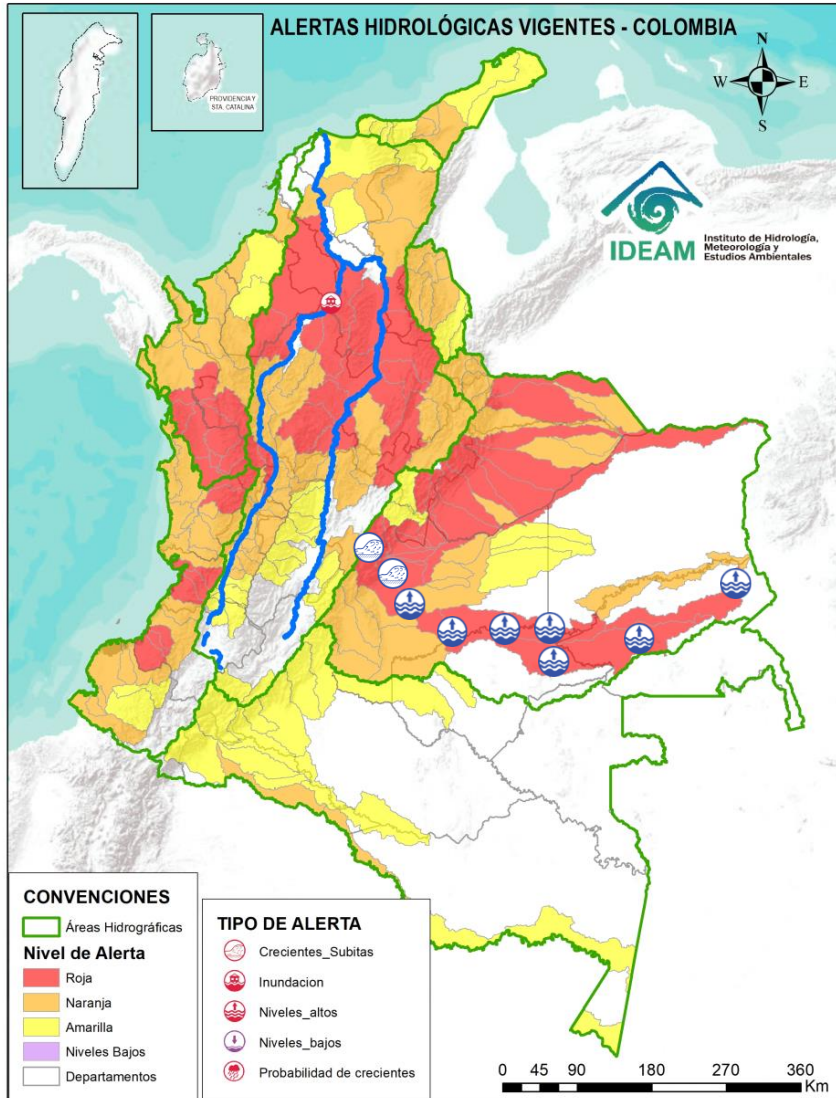 ALERTAS HIDROLÓGICAS VIGENTES - COLOMBIA
PROVIDENCIA Y
STA. CATALINA
N
W
E
S
IDEAM
Instituto de Hidrología,
Meteorología y
Estudios Ambientales
CONVENCIONES
Áreas Hidrográficas
Nivel de Alerta
Roja
Naranja
Amarilla
Niveles Bajos
Departamentos
TIPO DE ALERTA
Crecientes_Subitas
Inundacion
Niveles_altos
Niveles_bajos
Probabilidad de crecientes
0 45 90 180 270 360
Km